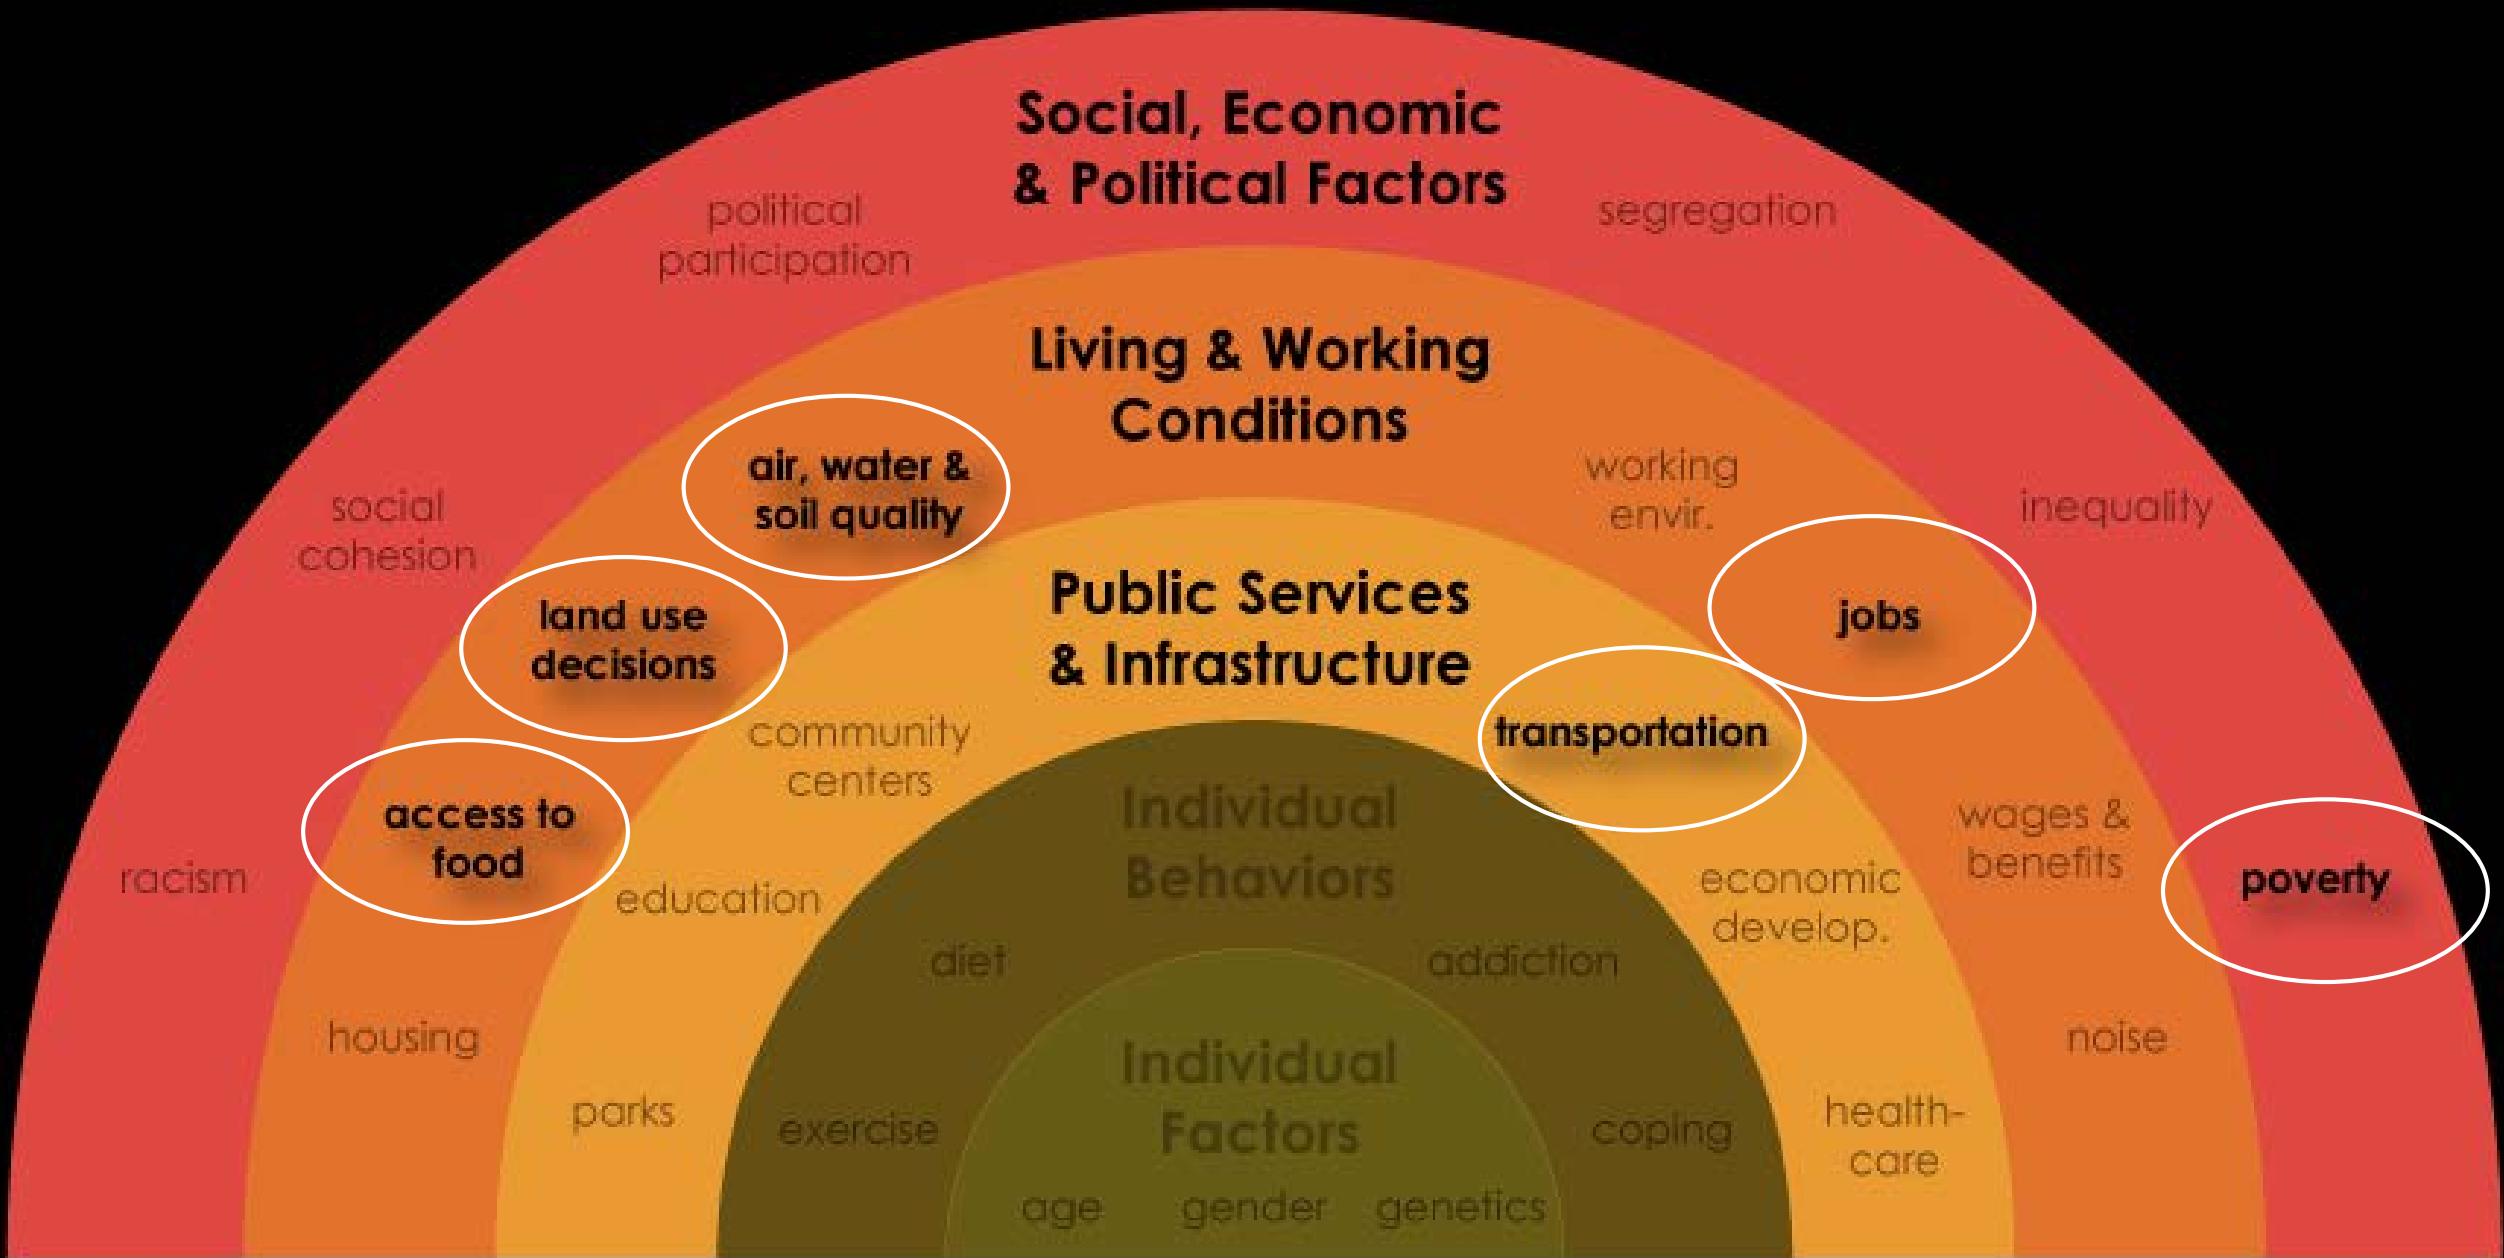 Social, Economic
& Political Factors
political
participation
segregation
social
cohesion
inequality
racism
poverty
Living & Working
Conditions
air, water &
soil quality
working
envir.
land use
decisions
jobs
access to
food
wages &
benefits
housing
noise
Public Services
& Infrastructure
community
centers
transportation
education
economic
develop.
parks
health-
care
Individual
Behaviors
diet
addiction
exercise
coping
Individual
Factors
age
gender
genetics